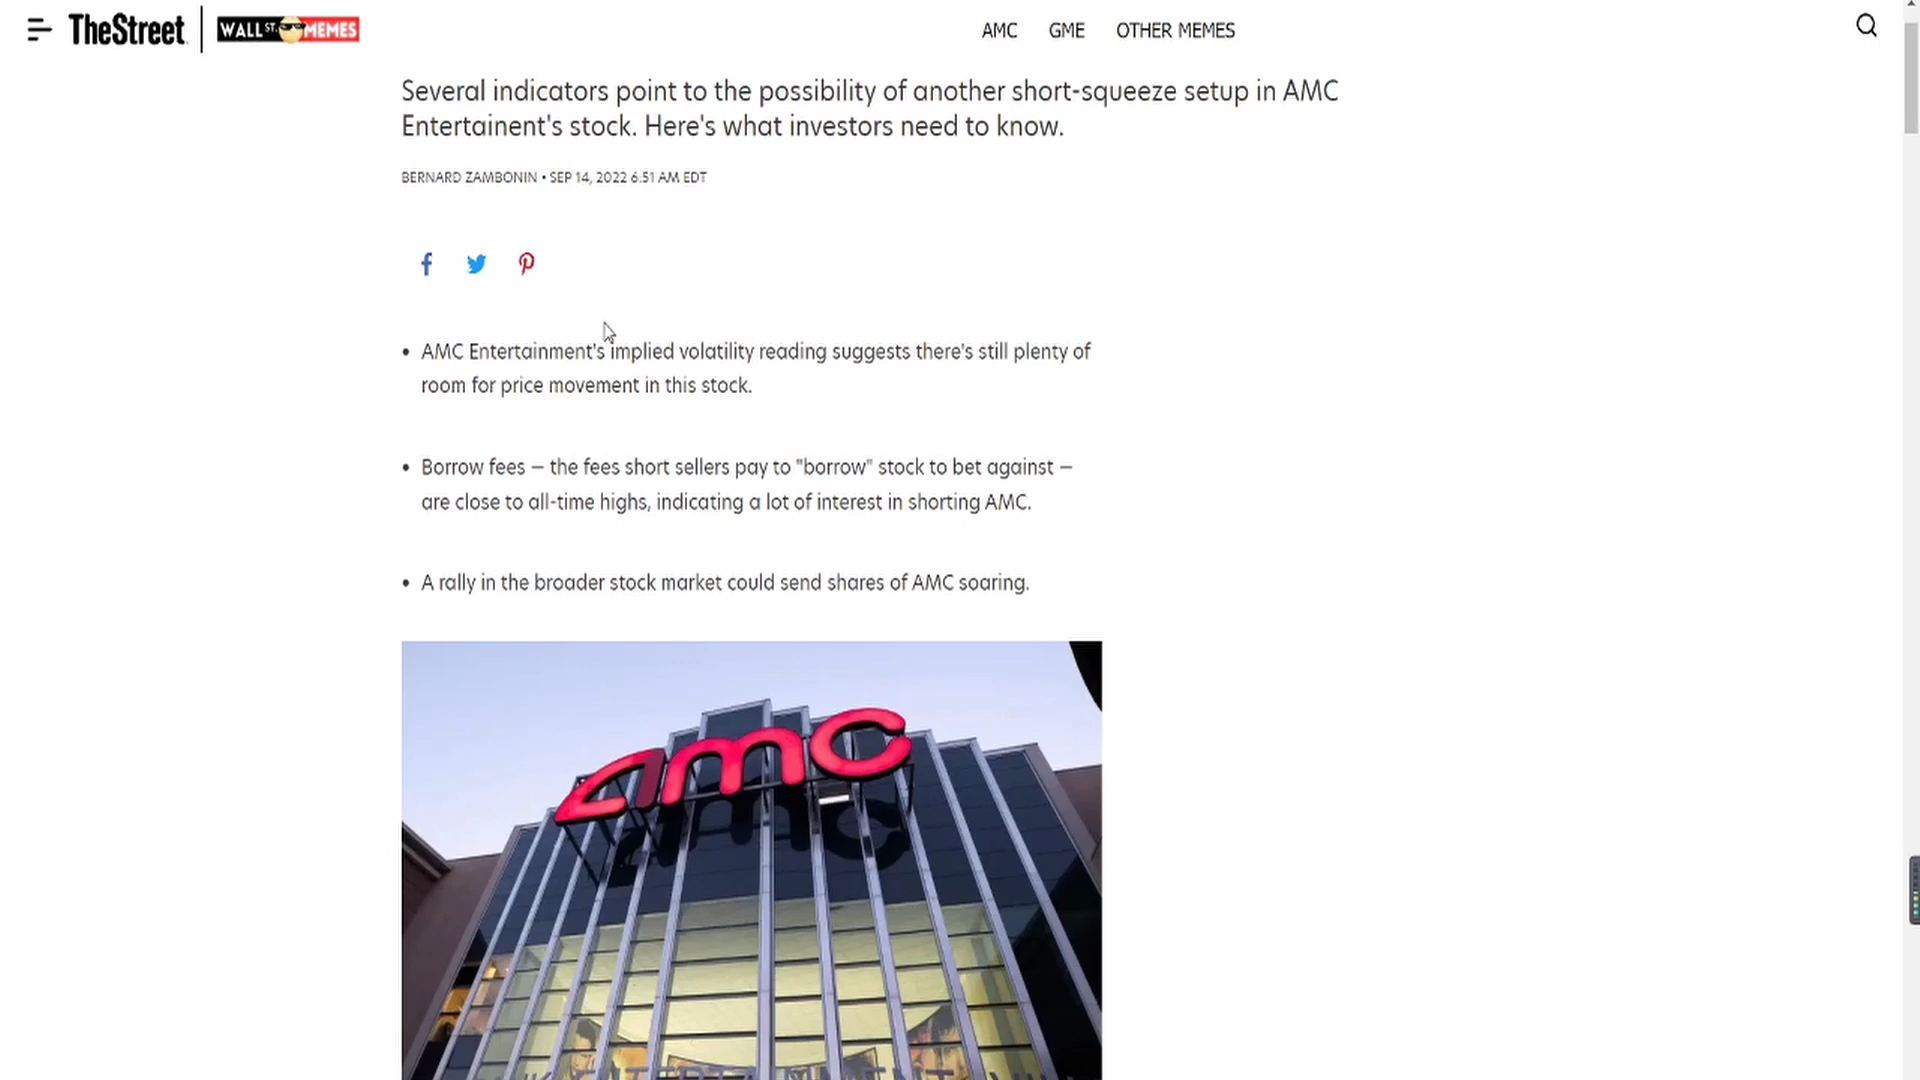 TheStreet
WALL ST. MEMES
AMC GME OTHER MEMES
Several indicators point to the possibility of another short-squeeze setup in AMC
Entertainent's stock. Here's what investors need to know.
BERNARD ZAMBONIN • SEP 14, 2022 6:51 AM EDT
• AMC Entertainment's implied volatility reading suggests there's still plenty of
room for price movement in this stock.
• Borrow fees — the fees short sellers pay to "borrow" stock to bet against —
are close to all-time highs, indicating a lot of interest in shorting AMC.
• A rally in the broader stock market could send shares of AMC soaring.
amc